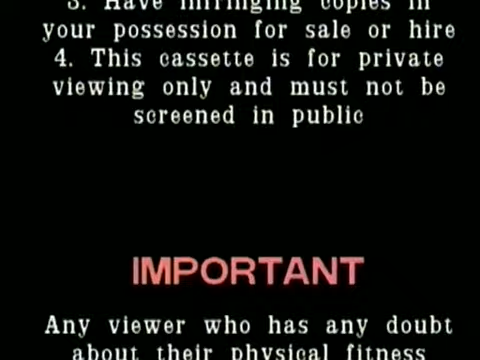 3. Have infringing copies in
your possession for sale or hire
4. This cassette is for private
viewing only and must not be
screened in public
IMPORTANT
Any viewer who has any doubt
about their physical fitness